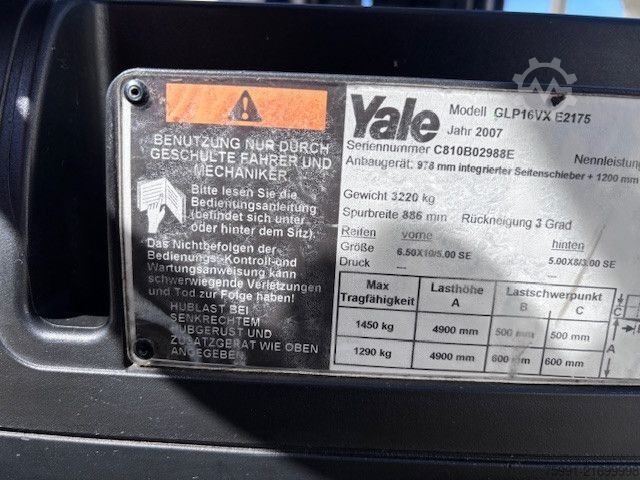 BENUTZUNG NUR DURCH
GESCHULTE FAHRER UND
MECHANIKER.
Bitte lesen Sie die
Bedienungsanleitung
(befindet sich unter
oder hinter dem Sitz).
Das Nichtbefolgen der
Bedienungs,-Kontroll-und
Wartungsanweisung kann
schwerwiegende Verletzungen
und Tod zur Folge haben!
HUBLAST BEI
SENKRECHTEM
HUBGERÜST UND
ZUSATZGERÄT WIE OBEN
ANGEGEBEN.
Yale Modell GLP16VX E2175
Jahr 2007
Seriennummer C810B02988E Nennleistung
Anbaugerät: 978 mm integrierter Seitenschieber + 1200 mm
Gewicht 3220 kg
Spurbreite 886 mm Rückneigung 3 Grad
Reifen vorne hinten
Größe 6.50X10/5.00 SE 5.00X8/3.00 SE
Druck — —
Max Lasthöhe Lastschwerpunkt
Tragfähigkeit A B C
1450 kg 4900 mm 500 mm 500 mm
1290 kg 4900 mm 600 mm 600 mm
C
A